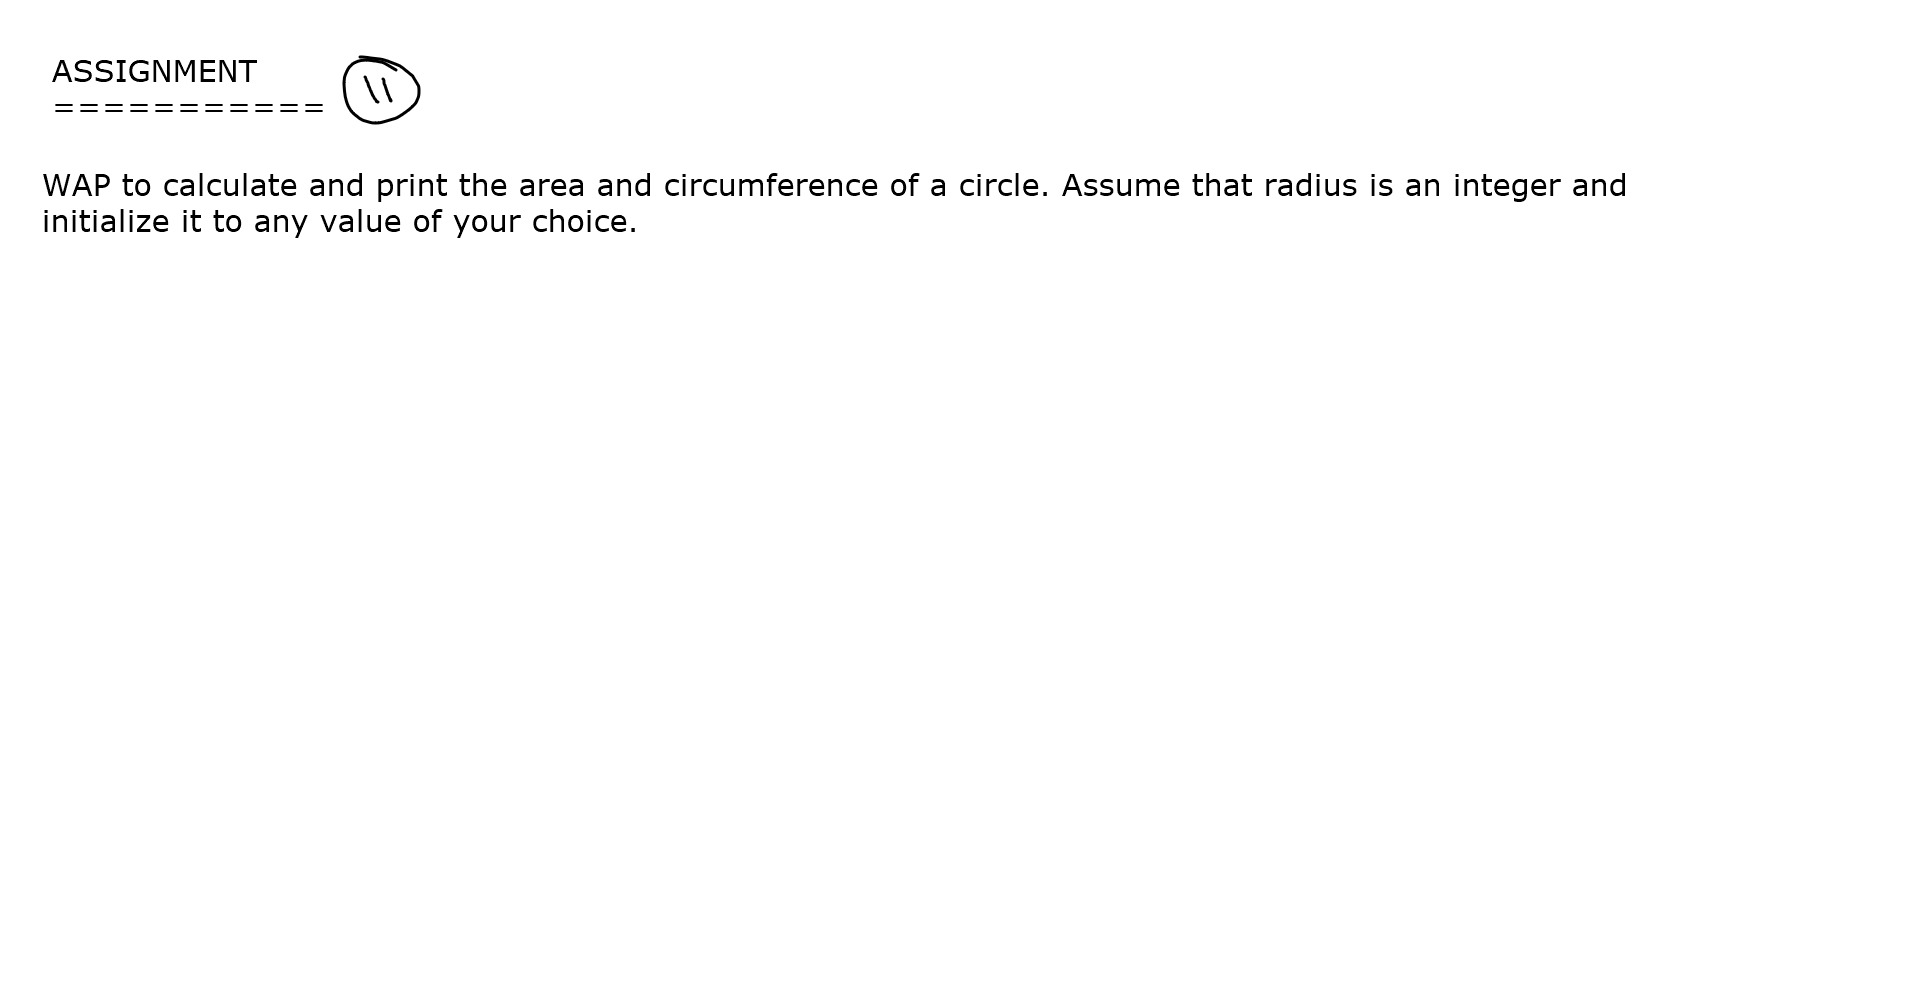 ASSIGNMENT 11
===========
WAP to calculate and print the area and circumference of a circle. Assume that radius is an integer and
initialize it to any value of your choice.